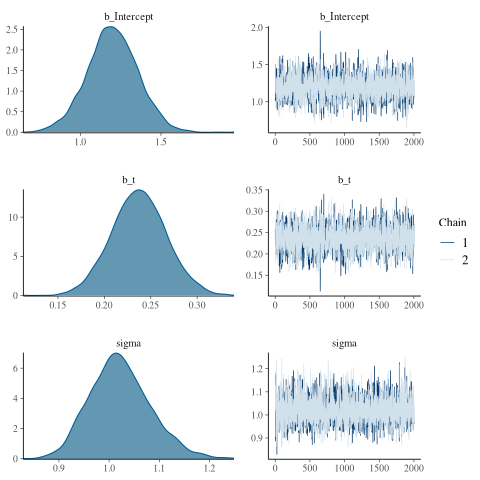 b_Intercept
2.5
2.0
1.5
1.0
0.5
0.0
1.0 1.5
b_Intercept
2.0
1.5
1.0
0 500 1000 1500 2000
b_t
10
5
0
0.15 0.20 0.25 0.30
b_t
0.35
0.30
0.25
0.20
0.15
0 500 1000 1500 2000
Chain
1
2
sigma
6
4
2
0
0.9 1.0 1.1 1.2
sigma
1.2
1.1
1.0
0.9
0 500 1000 1500 2000